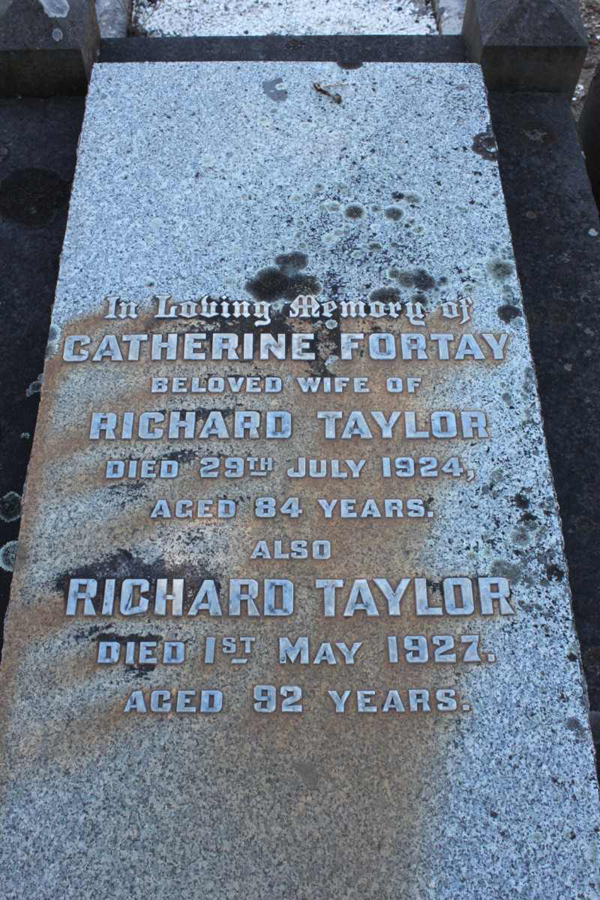 In Loving Memory of
CATHERINE FORTAY
BELOVED WIFE OF
RICHARD TAYLOR
DIED 29TH JULY 1924,
AGED 84 YEARS.
ALSO
RICHARD TAYLOR
DIED 1ST MAY 1927.
AGED 92 YEARS.